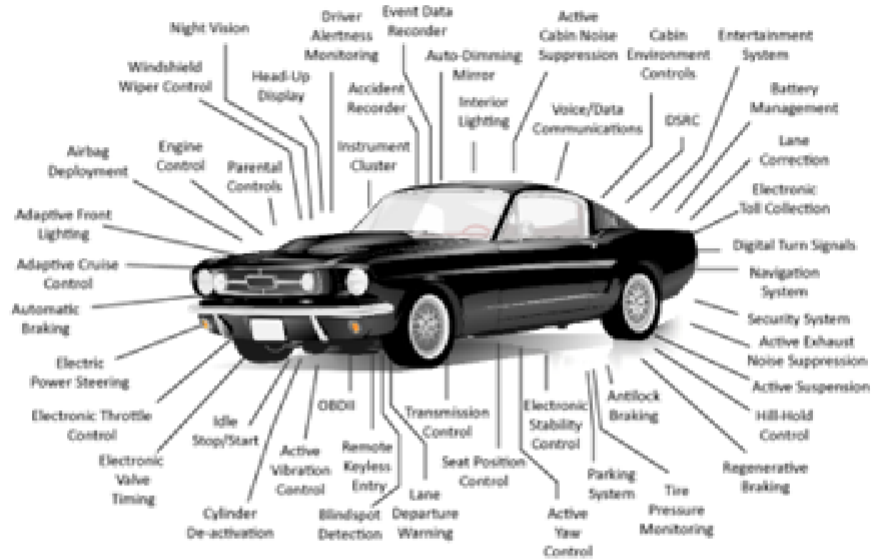 Night Vision
Driver
Alertness
Monitoring
Event Data
Recorder
Active
Cabin Noise
Suppression
Cabin
Environment
Controls
Entertainment
System
Windshield
Wiper Control
Head-Up
Display
Accident
Recorder
Auto-Dimming
Mirror
Interior
Lighting
Voice/Data
Communications
DSRC
Battery
Management
Lane
Correction
Airbag
Deployment
Engine
Control
Parental
Controls
Instrument
Cluster
Electronic
Toll Collection
Adaptive Front
Lighting
Digital Turn Signals
Adaptive Cruise
Control
Navigation
System
Automatic
Braking
Security System
Electric
Power Steering
Active Exhaust
Noise Suppression
Active Suspension
Electronic Throttle
Control
Idle
Stop/Start
OBDII
Transmission
Control
Electronic
Stability
Control
Antilock
Braking
Hill-Hold
Control
Electronic
Valve
Timing
Active
Vibration
Control
Remote
Keyless
Entry
Seat Position
Control
Parking
System
Regenerative
Braking
Cylinder
De-activation
Blindspot
Detection
Lane
Departure
Warning
Active
Yaw
Control
Tire
Pressure
Monitoring